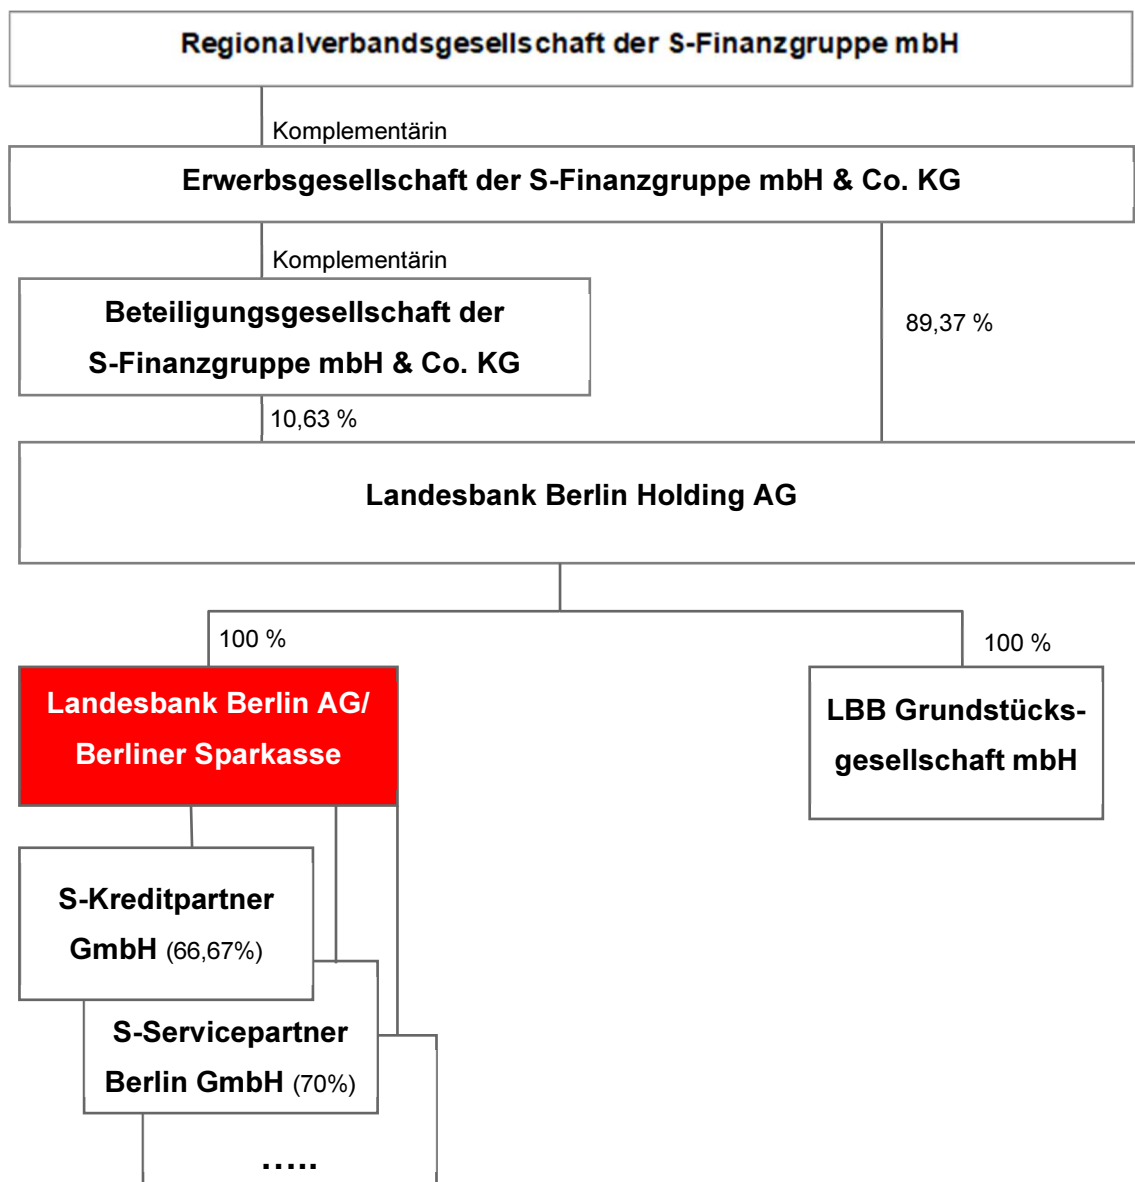 Regionalverbandsgesellschaft der S-Finanzgruppe mbH
Komplementärin
Erwerbsgesellschaft der S-Finanzgruppe mbH & Co. KG
Komplementärin
Beteiligungsgesellschaft der
S-Finanzgruppe mbH & Co. KG
89,37 %
10,63 %
Landesbank Berlin Holding AG
100 %
100 %
Landesbank Berlin AG/
Berliner Sparkasse
LBB Grundstücks-
gesellschaft mbH
S-Kreditpartner
GmbH (66,67%)
S-Servicepartner
Berlin GmbH (70%)
…..